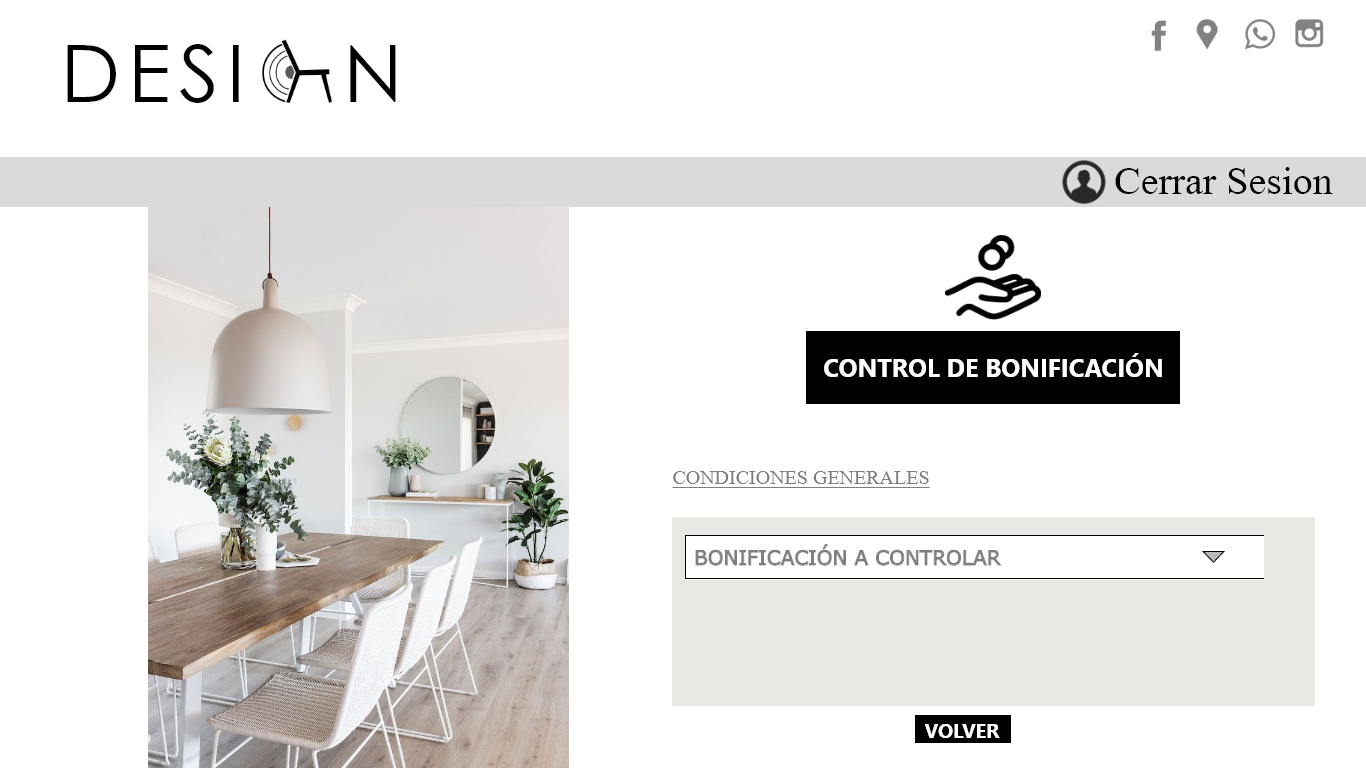 DESIGN
Cerrar Sesion
CONTROL DE BONIFICACIÓN
CONDICIONES GENERALES
BONIFICACIÓN A CONTROLAR
VOLVER